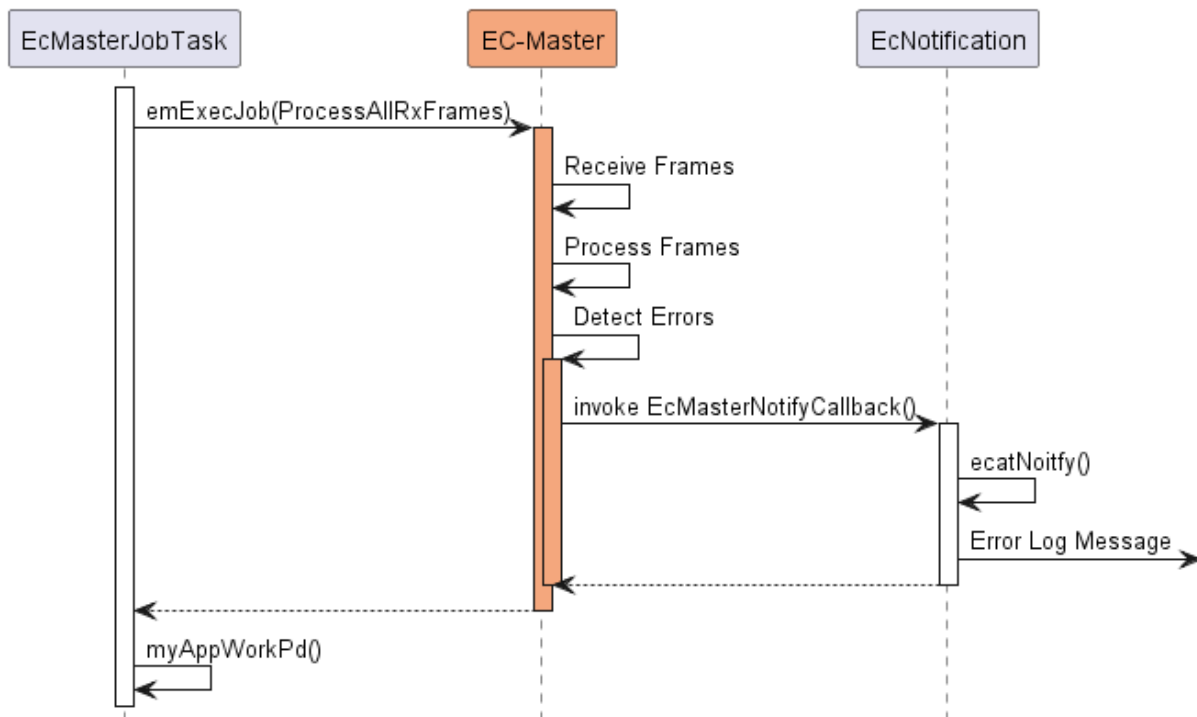 EcMasterJobTask
EC-Master
EcNotification
emExecJob(ProcessAllRxFrames)
Receive Frames
Process Frames
Detect Errors
invoke EcMasterNotifyCallback()
ecatNoitfy()
Error Log Message
myAppWorkPd()